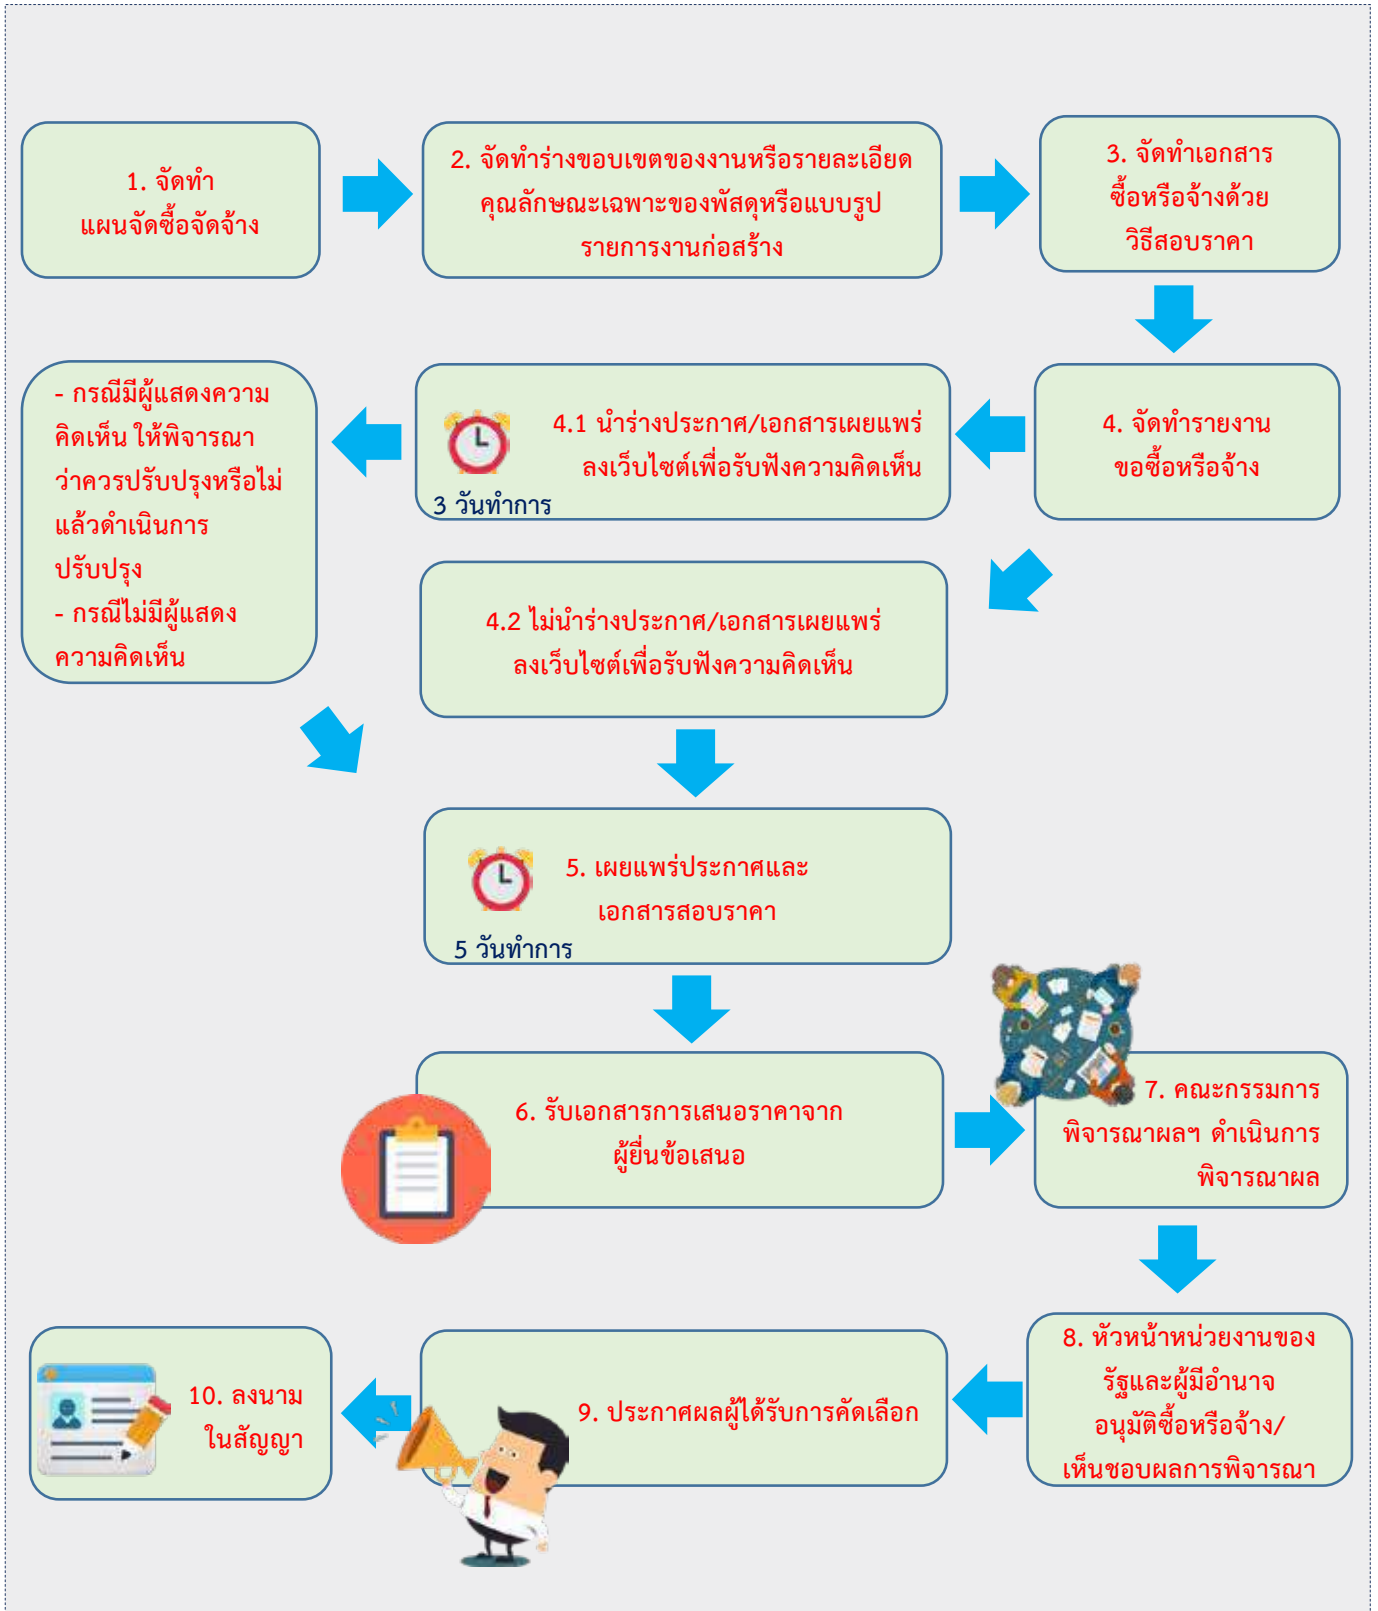 1. จัดทำ
แผนจัดซื้อจัดจ้าง
2. จัดทำร่างขอบเขตของงานหรือรายละเอียด
คุณลักษณะเฉพาะของพัสดุหรือแบบรูป
รายการงานก่อสร้าง
3. จัดทำเอกสาร
ซื้อหรือจ้างด้วย
วิธีสอบราคา
4. จัดทำรายงาน
ขอซื้อหรือจ้าง
4.1 นำร่างประกาศ/เอกสารเผยแพร่
ลงเว็บไซต์เพื่อรับฟังความคิดเห็น
3 วันทำการ
- กรณีมีผู้แสดงความ
คิดเห็น ให้พิจารณา
ว่าควรปรับปรุงหรือไม่
แล้วดำเนินการ
ปรับปรุง
- กรณีไม่มีผู้แสดง
ความคิดเห็น
4.2 ไม่นำร่างประกาศ/เอกสารเผยแพร่
ลงเว็บไซต์เพื่อรับฟังความคิดเห็น
5. เผยแพร่ประกาศและ
เอกสารสอบราคา
5 วันทำการ
6. รับเอกสารการเสนอราคาจาก
ผู้ยื่นข้อเสนอ
7. คณะกรรมการ
พิจารณาผลฯ ดำเนินการ
พิจารณาผล
8. หัวหน้าหน่วยงานของ
รัฐและผู้มีอำนาจ
อนุมัติซื้อหรือจ้าง/
เห็นชอบผลการพิจารณา
9. ประกาศผลผู้ได้รับการคัดเลือก
10. ลงนาม
ในสัญญา